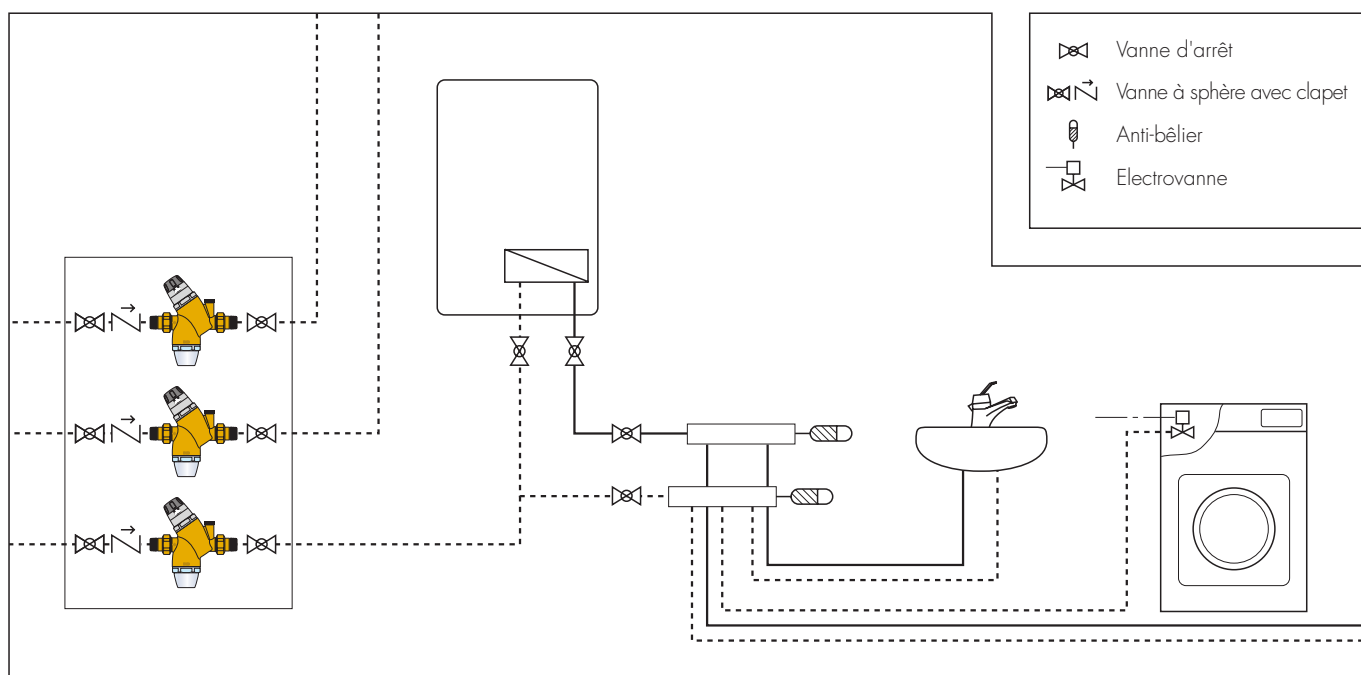 Vanne d'arrêt
Vanne à sphère avec clapet
Anti-bêlier
Electrovanne